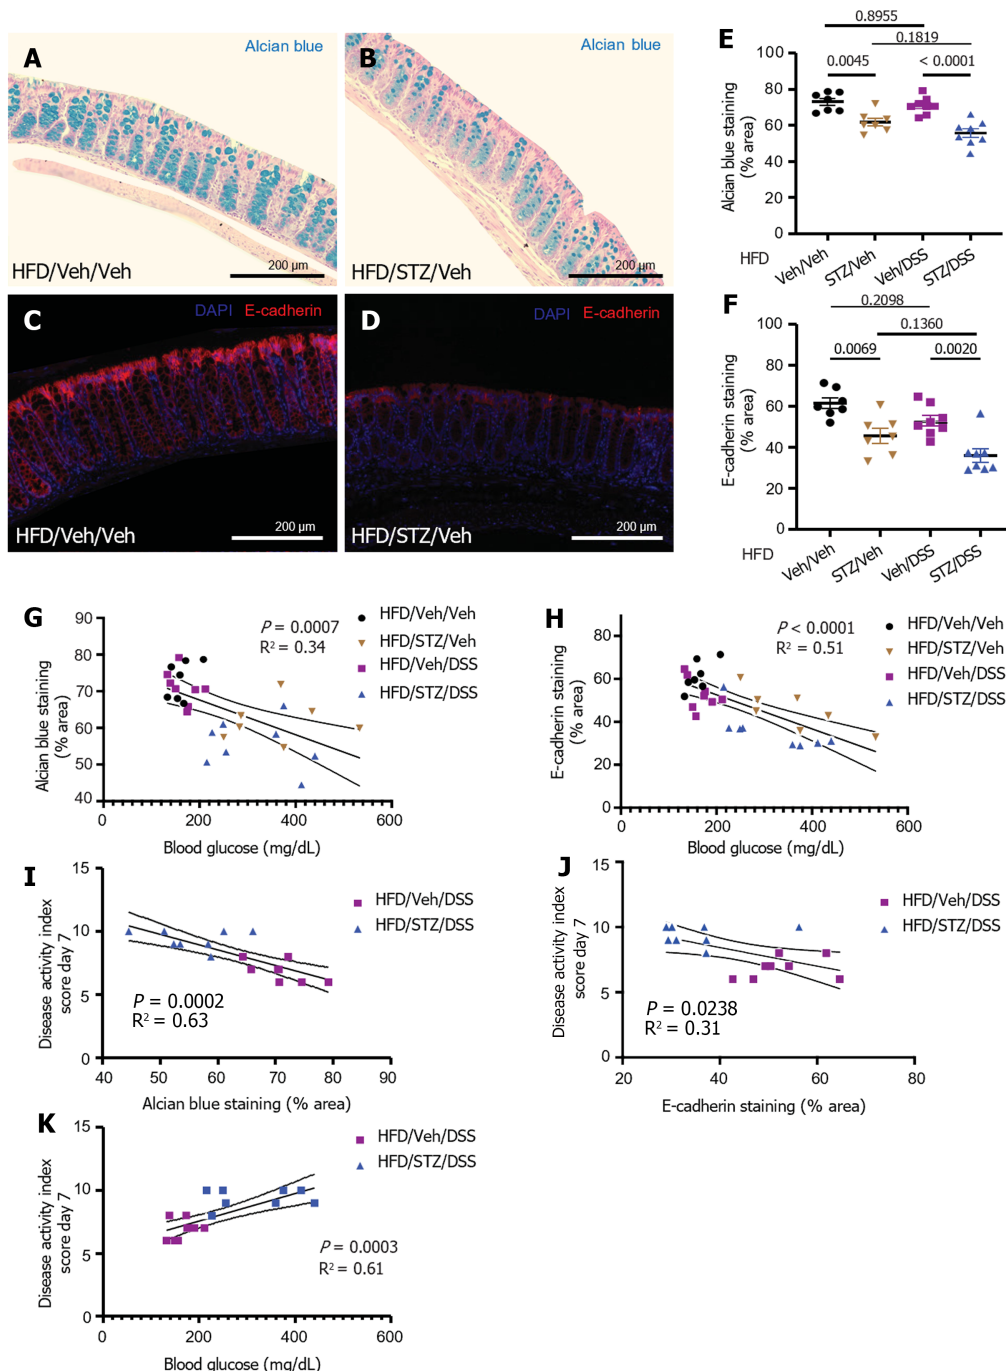 A
Alcian blue
HFD/Veh/Veh
200 µm
B
Alcian blue
HFD/STZ/Veh
200 µm
C
DAPI E-cadherin
HFD/Veh/Veh
200 µm
D
DAPI E-cadherin
HFD/STZ/Veh
200 µm
E
0.8955
0.1819
0.0045
< 0.0001
Alcian blue staining
(% area)
100
80
60
40
20
0
HFD
Veh/Veh
STZ/Veh
Veh/DSS
STZ/DSS
F
0.2098
0.1360
0.0069
0.0020
E-cadherin staining
(% area)
100
80
60
40
20
0
HFD
Veh/Veh
STZ/Veh
Veh/DSS
STZ/DSS
G
Alcian blue staining
(% area)
90
80
70
60
50
40
0
200
400
600
Blood glucose (mg/dL)
P = 0.0007
R² = 0.34
HFD/Veh/Veh
HFD/STZ/Veh
HFD/Veh/DSS
HFD/STZ/DSS
H
E-cadherin staining
(% area)
80
60
40
20
0
0
200
400
600
Blood glucose (mg/dL)
P < 0.0001
R² = 0.51
HFD/Veh/Veh
HFD/STZ/Veh
HFD/Veh/DSS
HFD/STZ/DSS
I
Disease activity index
score day 7
15
10
5
0
40
50
60
70
80
90
Alcian blue staining (% area)
P = 0.0002
R² = 0.63
HFD/Veh/DSS
HFD/STZ/DSS
J
Disease activity index
score day 7
15
10
5
0
20
40
60
80
E-cadherin staining (% area)
P = 0.0238
R² = 0.31
HFD/Veh/DSS
HFD/STZ/DSS
K
Disease activity index
score day 7
15
10
5
0
0
200
400
600
Blood glucose (mg/dL)
P = 0.0003
R² = 0.61
HFD/Veh/DSS
HFD/STZ/DSS